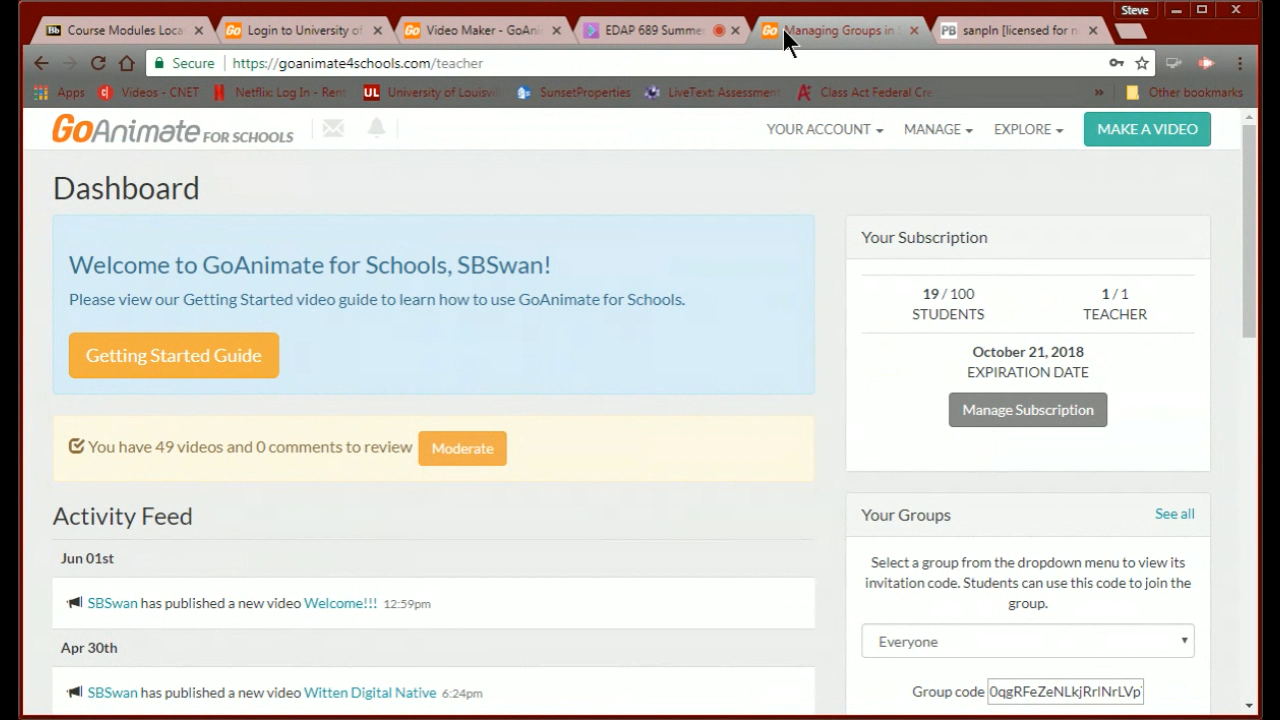 Steve
Bb Course Modules Loca
Go Login to University of
Go Video Maker - GoAni
EDAP 689 Summe
Go Managing Groups in S
PB sanpln [licensed for n
Secure https://goanimate4schools.com/teacher
Apps Videos - CNET Netflix: Log In - Rent UL University of Louisvi SunsetProperties LiveText: Assessment Class Act Federal Cre » Other bookmarks
GoAnimate FOR SCHOOLS YOUR ACCOUNT MANAGE EXPLORE MAKE A VIDEO
Dashboard
Welcome to GoAnimate for Schools, SBSwan!
Please view our Getting Started video guide to learn how to use GoAnimate for Schools.
Getting Started Guide
You have 49 videos and 0 comments to review Moderate
Activity Feed
Jun 01st
SBSwan has published a new video Welcome!!! 12:59pm
Apr 30th
SBSwan has published a new video Witten Digital Native 6:24pm
Your Subscription
19 / 100 1 / 1
STUDENTS TEACHER
October 21, 2018
EXPIRATION DATE
Manage Subscription
Your Groups See all
Select a group from the dropdown menu to view its
invitation code. Students can use this code to join the
group.
Everyone
Group code 0qgRFeZeNLkjRrlNrLVp